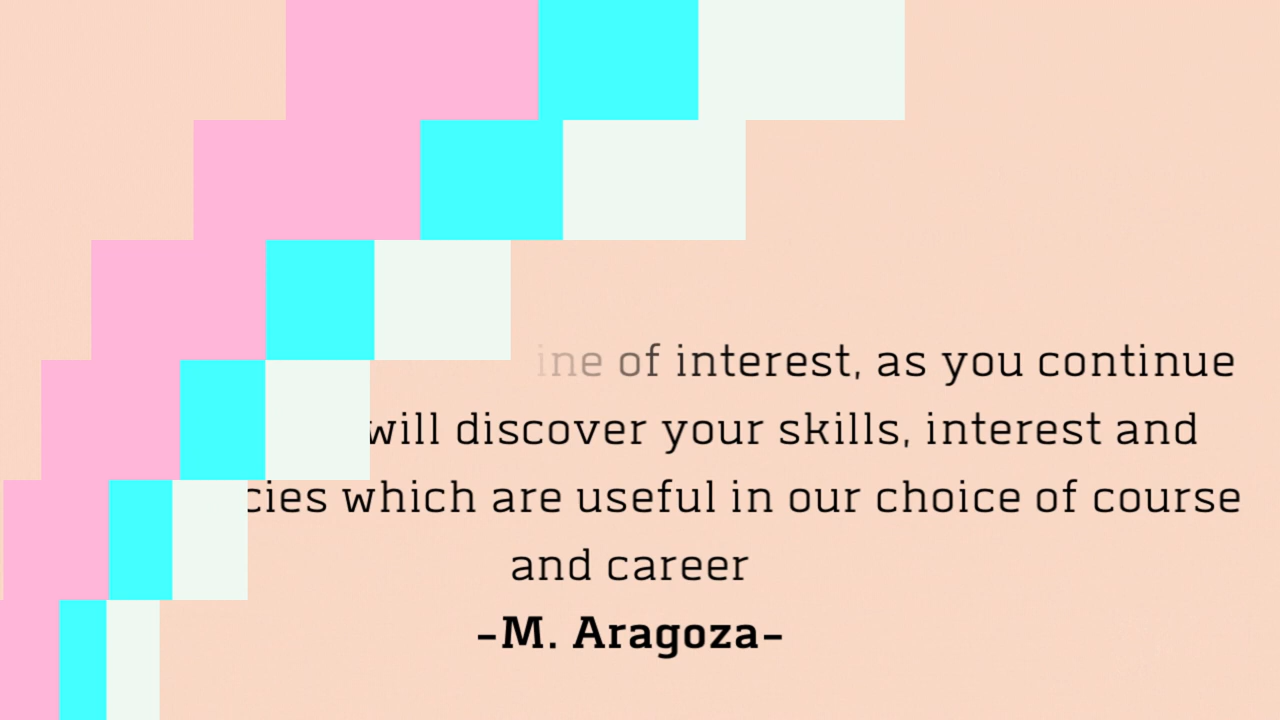 ine of interest, as you continue
will discover your skills, interest and
cies which are useful in our choice of course
and career
-M. Aragoza-